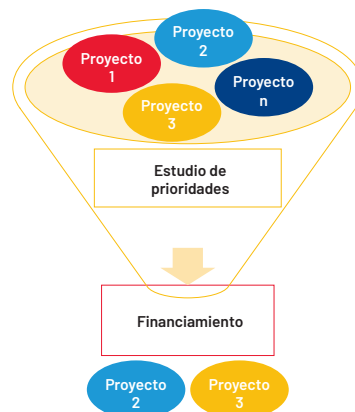 Proyecto
2
Proyecto
1
Proyecto
n
Proyecto
3
Estudio de
prioridades
Financiamiento
Proyecto
2
Proyecto
3